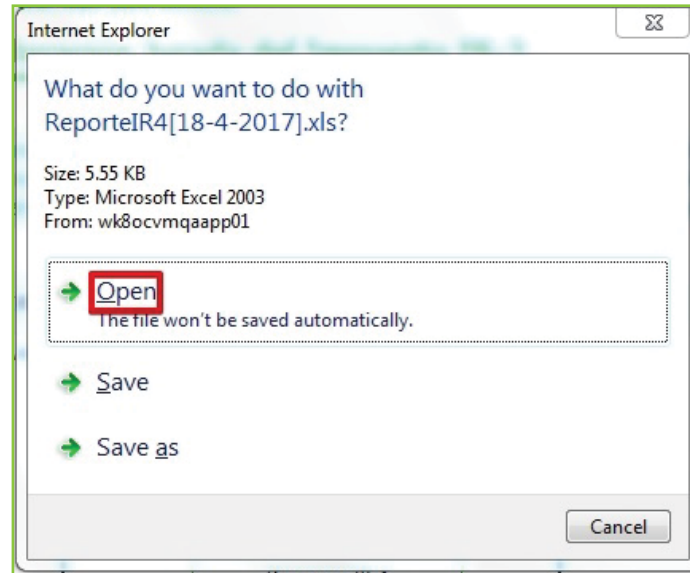 Internet Explorer
What do you want to do with
ReporteIR4[18-4-2017].xls?
Size: 5.55 KB
Type: Microsoft Excel 2003
From: wk8ocvmqaapp01
Open
The file won't be saved automatically.
Save
Save as
Cancel